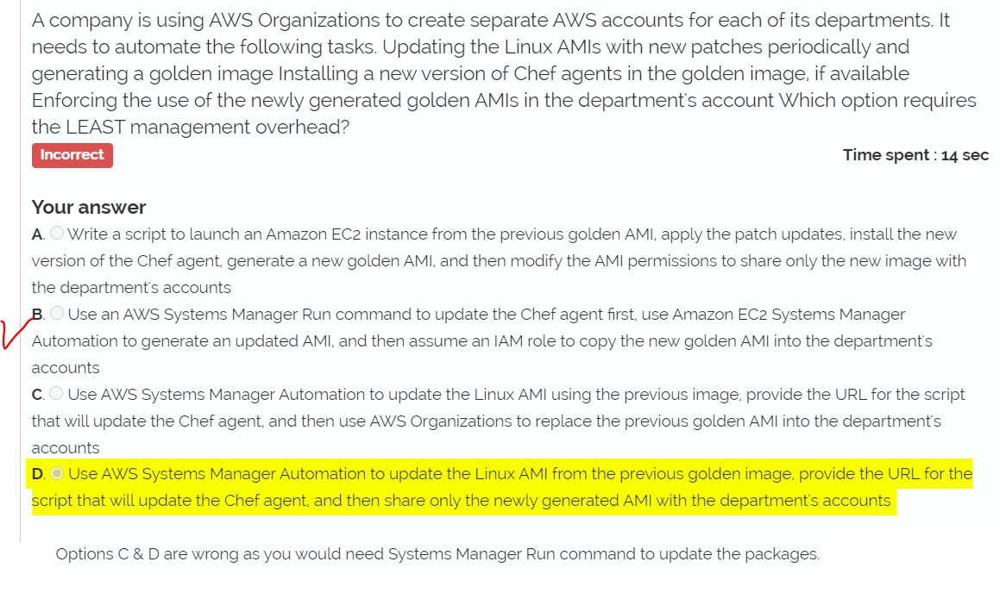 A company is using AWS Organizations to create separate AWS accounts for each of its departments. It
needs to automate the following tasks. Updating the Linux AMIs with new patches periodically and
generating a golden image Installing a new version of Chef agents in the golden image, if available
Enforcing the use of the newly generated golden AMIs in the department's account Which option requires
the LEAST management overhead?
Incorrect
Time spent : 14 sec
Your answer
A. Write a script to launch an Amazon EC2 instance from the previous golden AMI, apply the patch updates, install the new
version of the Chef agent, generate a new golden AMI, and then modify the AMI permissions to share only the new image with
the department's accounts
B. Use an AWS Systems Manager Run command to update the Chef agent first, use Amazon EC2 Systems Manager
Automation to generate an updated AMI, and then assume an IAM role to copy the new golden AMI into the department's
accounts
C. Use AWS Systems Manager Automation to update the Linux AMI using the previous image, provide the URL for the script
that will update the Chef agent, and then use AWS Organizations to replace the previous golden AMI into the department's
accounts
D. Use AWS Systems Manager Automation to update the Linux AMI from the previous golden image, provide the URL for the
script that will update the Chef agent, and then share only the newly generated AMI with the department's accounts
Options C & D are wrong as you would need Systems Manager Run command to update the packages.